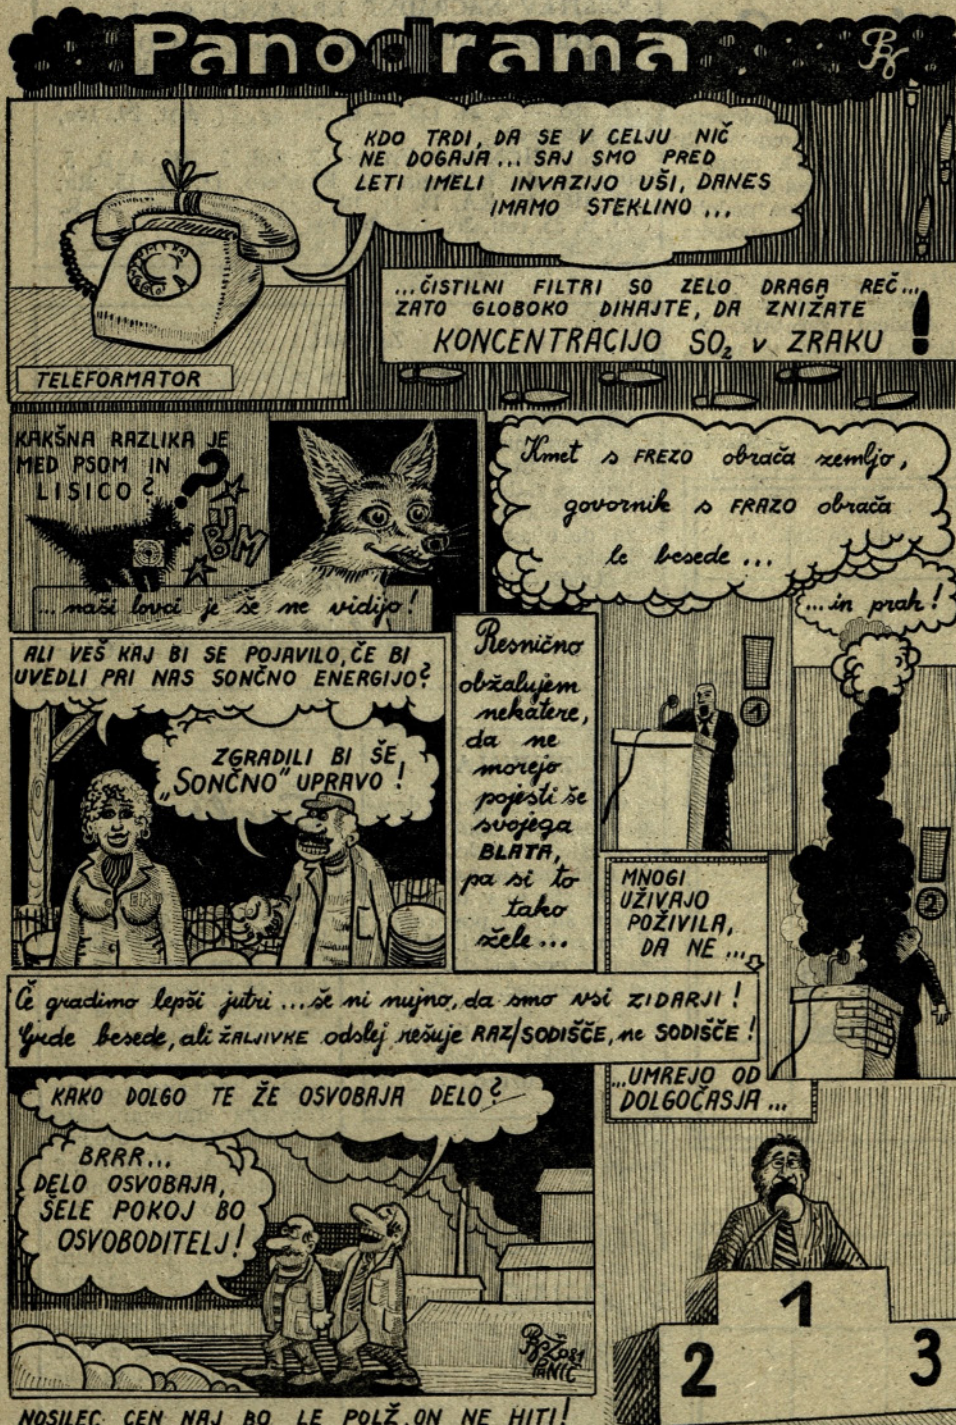 Panodrama
KDO TRDI, DA SE V CELJU NIČ
NE DOGAJA... SAJ SMO PRED
LETI IMELI INVAZIJO UŠI, DANES
IMAMO STEKLINO ...
TELEFORMATOR
...ČISTILNI FILTRI SO ZELO DRAGA REČ...
ZATO GLOBOKO DIHAJTE, DA ZNIŽATE
KONCENTRACIJO SO₂ V ZRAKU !
KAKŠNA RAZLIKA JE
MED PSOM IN
LISICO?
?
BUM
... naši lovci je še ne vidijo!
Kmet s FREZO obrača zemljo,
govornik s FRAZO obrača
le besede ...
...in prah!
! 1
! 2
ALI VEŠ KAJ BI SE POJAVILO, ČE BI
UVEDLI PRI NAS SONČNO ENERGIJO?
ZGRADILI BI ŠE
„SONČNO" UPRAVO !
Resnično
obžalujem
nekatere,
da ne
morejo
pojesti še
svojega
BLATA,
pa si to
tako
žele...
MNOGI
UŽIVAJO
POŽIVILA,
DA NE ...
...UMREJO OD
DOLGOČASJA ...
Če gradimo lepši jutri ... še ni nujno, da smo vsi ZIDARJI !
Grde besede, ali ŽALJIVKE odslej rešuje RAZ/SODIŠČE, ne SODIŠČE !
KAKO DOLGO TE ŽE OSVOBAJA DELO?
BRRR...
DELO OSVOBAJA,
ŠELE POKOJ BO
OSVOBODITELJ!
PANIČ
1
2
3
NOSILEC CEN NAJ BO LE POLŽ, ON NE HITI!